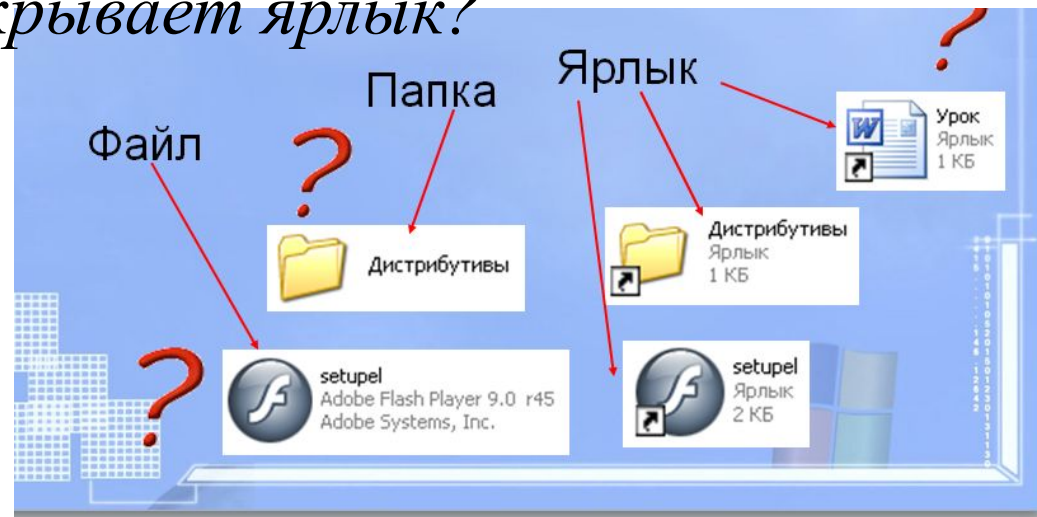 крывает ярлык?
Файл
Папка
Ярлык
?
?
?
Урок
Ярлык
1 КБ
Дистрибутивы
Дистрибутивы
Ярлык
1 КБ
setupel
Adobe Flash Player 9.0 r45
Adobe Systems, Inc.
setupel
Ярлык
2 КБ